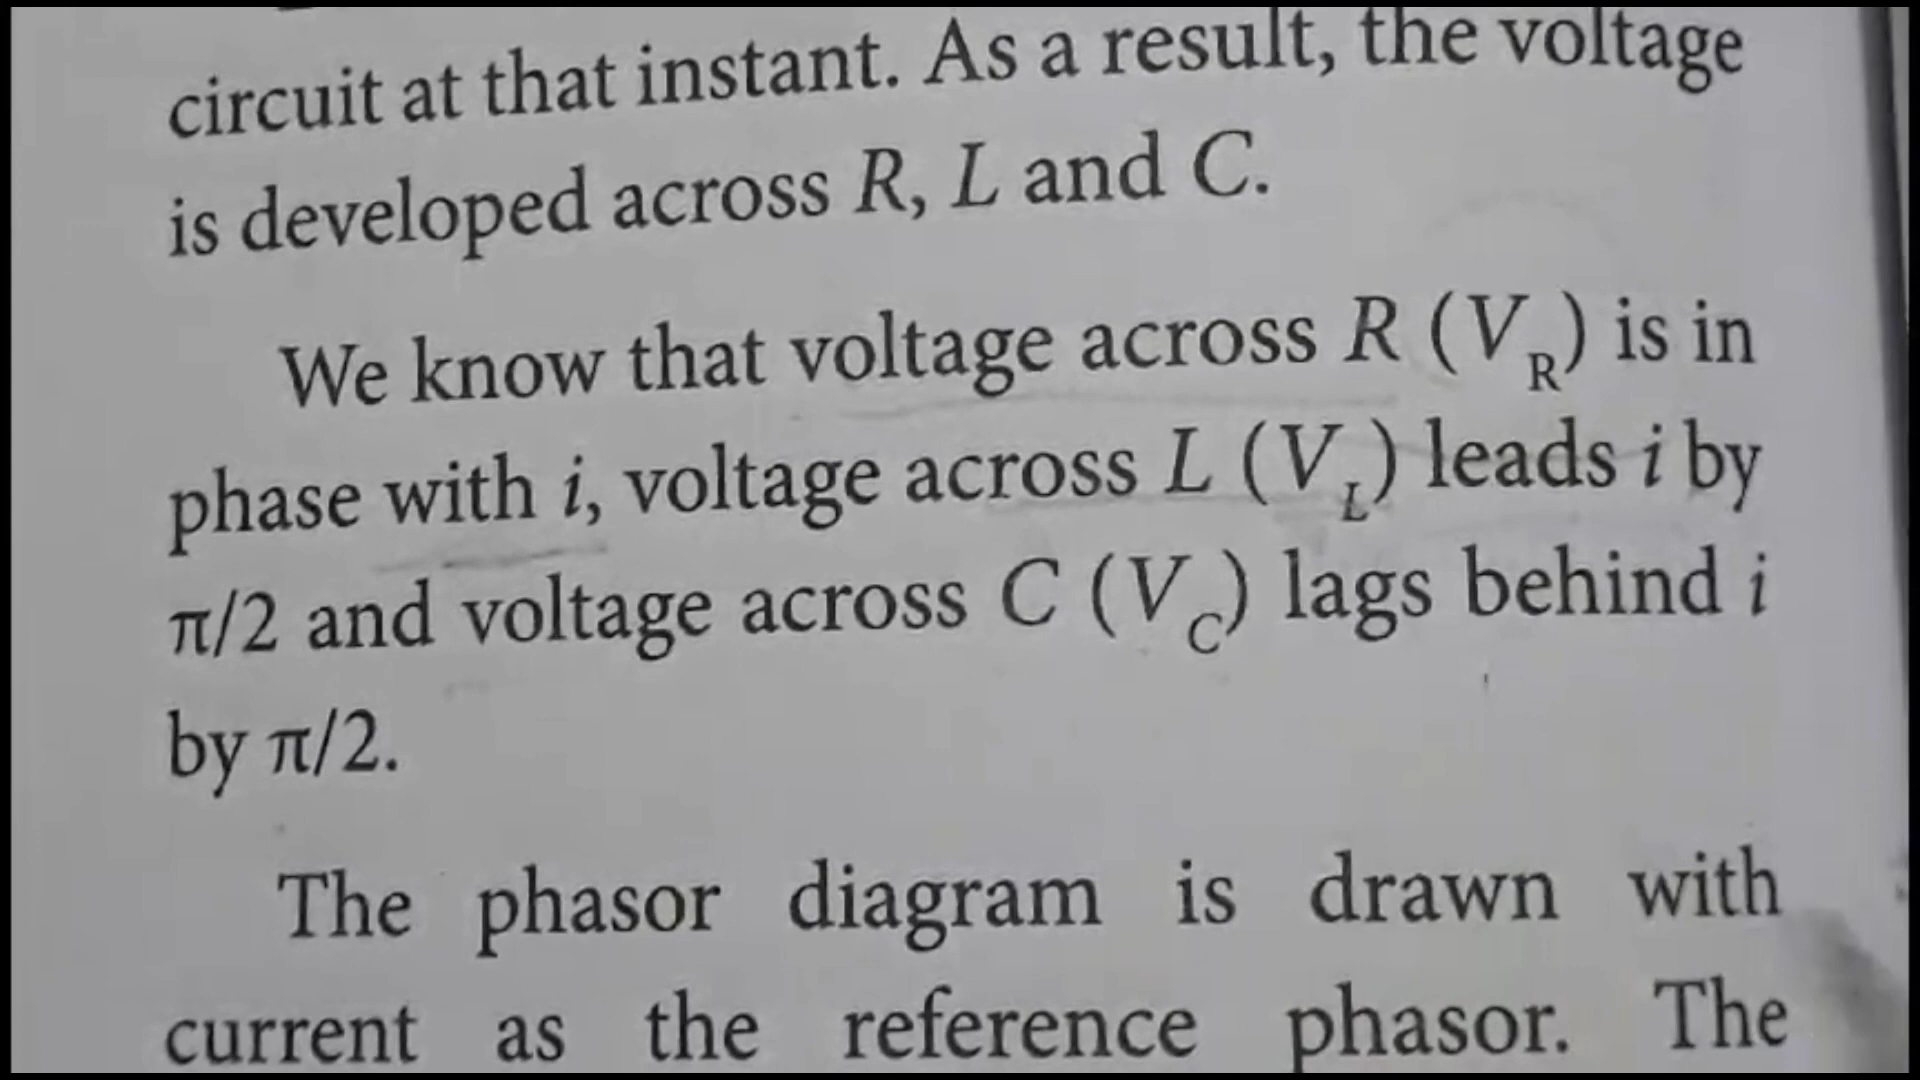 circuit at that instant. As a result, the voltage
is developed across R, L and C.
We know that voltage across R (V_R) is in
phase with i, voltage across L (V_L) leads i by
π/2 and voltage across C (V_C) lags behind i
by π/2.
The phasor diagram is drawn with
current as the reference phasor. The